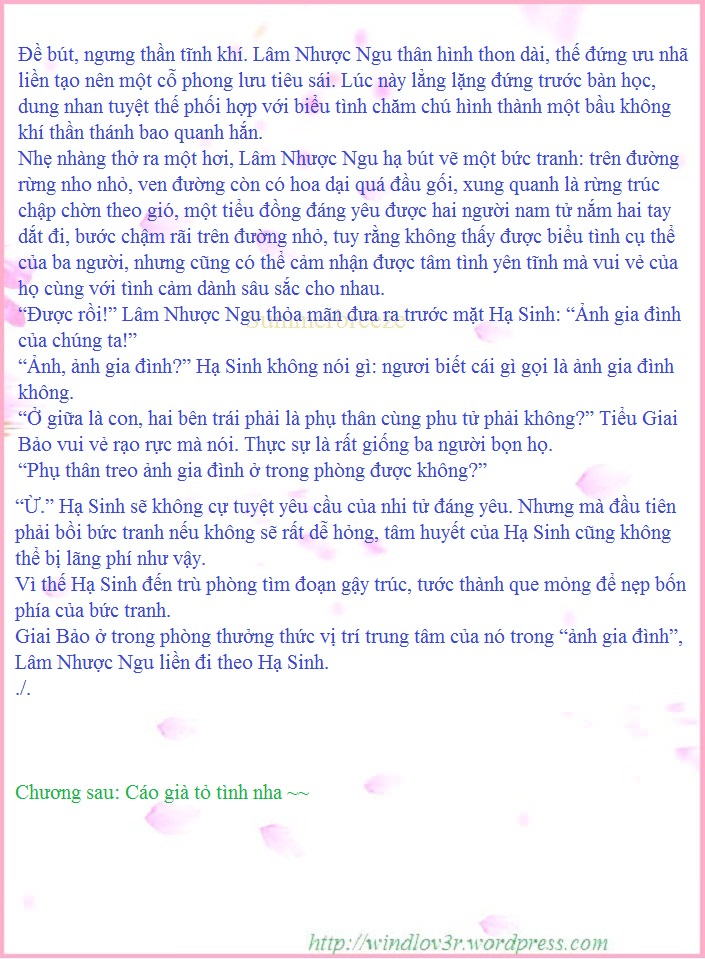 Đề bút, ngưng thần tĩnh khí. Lâm Nhược Ngu thân hình thon dài, thế đứng ưu nhã
liền tạo nên một cỗ phong lưu tiêu sái. Lúc này lẳng lặng đứng trước bàn học,
dung nhan tuyệt thế phối hợp với biểu tình chăm chú hình thành một bầu không
khí thần thánh bao quanh hắn.
Nhẹ nhàng thở ra một hơi, Lâm Nhược Ngu hạ bút vẽ một bức tranh: trên đường
rừng nho nhỏ, ven đường còn có hoa dại quá đầu gối, xung quanh là rừng trúc
chập chờn theo gió, một tiểu đồng đáng yêu được hai người nam tử nắm hai tay
dắt đi, bước chậm rãi trên đường nhỏ, tuy rằng không thấy được biểu tình cụ thể
của ba người, nhưng cũng có thể cảm nhận được tâm tình yên tĩnh mà vui vẻ của
họ cùng với tình cảm dành sâu sắc cho nhau.
“Được rồi!” Lâm Nhược Ngu thỏa mãn đưa ra trước mặt Hạ Sinh: “Ảnh gia đình
của chúng ta!”
Summerbreeze
“Ảnh, ảnh gia đình?” Hạ Sinh không nói gì: ngươi biết cái gì gọi là ảnh gia đình
không.
“Ở giữa là con, hai bên trái phải là phụ thân cùng phu tử phải không?” Tiểu Giai
Bảo vui vẻ rạo rực mà nói. Thực sự là rất giống ba người bọn họ.
“Phụ thân treo ảnh gia đình ở trong phòng được không?”
“Ừ.” Hạ Sinh sẽ không cự tuyệt yêu cầu của nhi tử đáng yêu. Nhưng mà đầu tiên
phải bồi bức tranh nếu không sẽ rất dễ hỏng, tâm huyết của Hạ Sinh cũng không
thể bị lãng phí như vậy.
Vì thế Hạ Sinh đến trù phòng tìm đoạn gậy trúc, tước thành que mỏng để nẹp bốn
phía của bức tranh.
Giai Bảo ở trong phòng thưởng thức vị trí trung tâm của nó trong “ảnh gia đình”,
Lâm Nhược Ngu liền đi theo Hạ Sinh.
./.
Chương sau: Cáo già tỏ tình nha ~~
http://windlov3r.wordpress.com